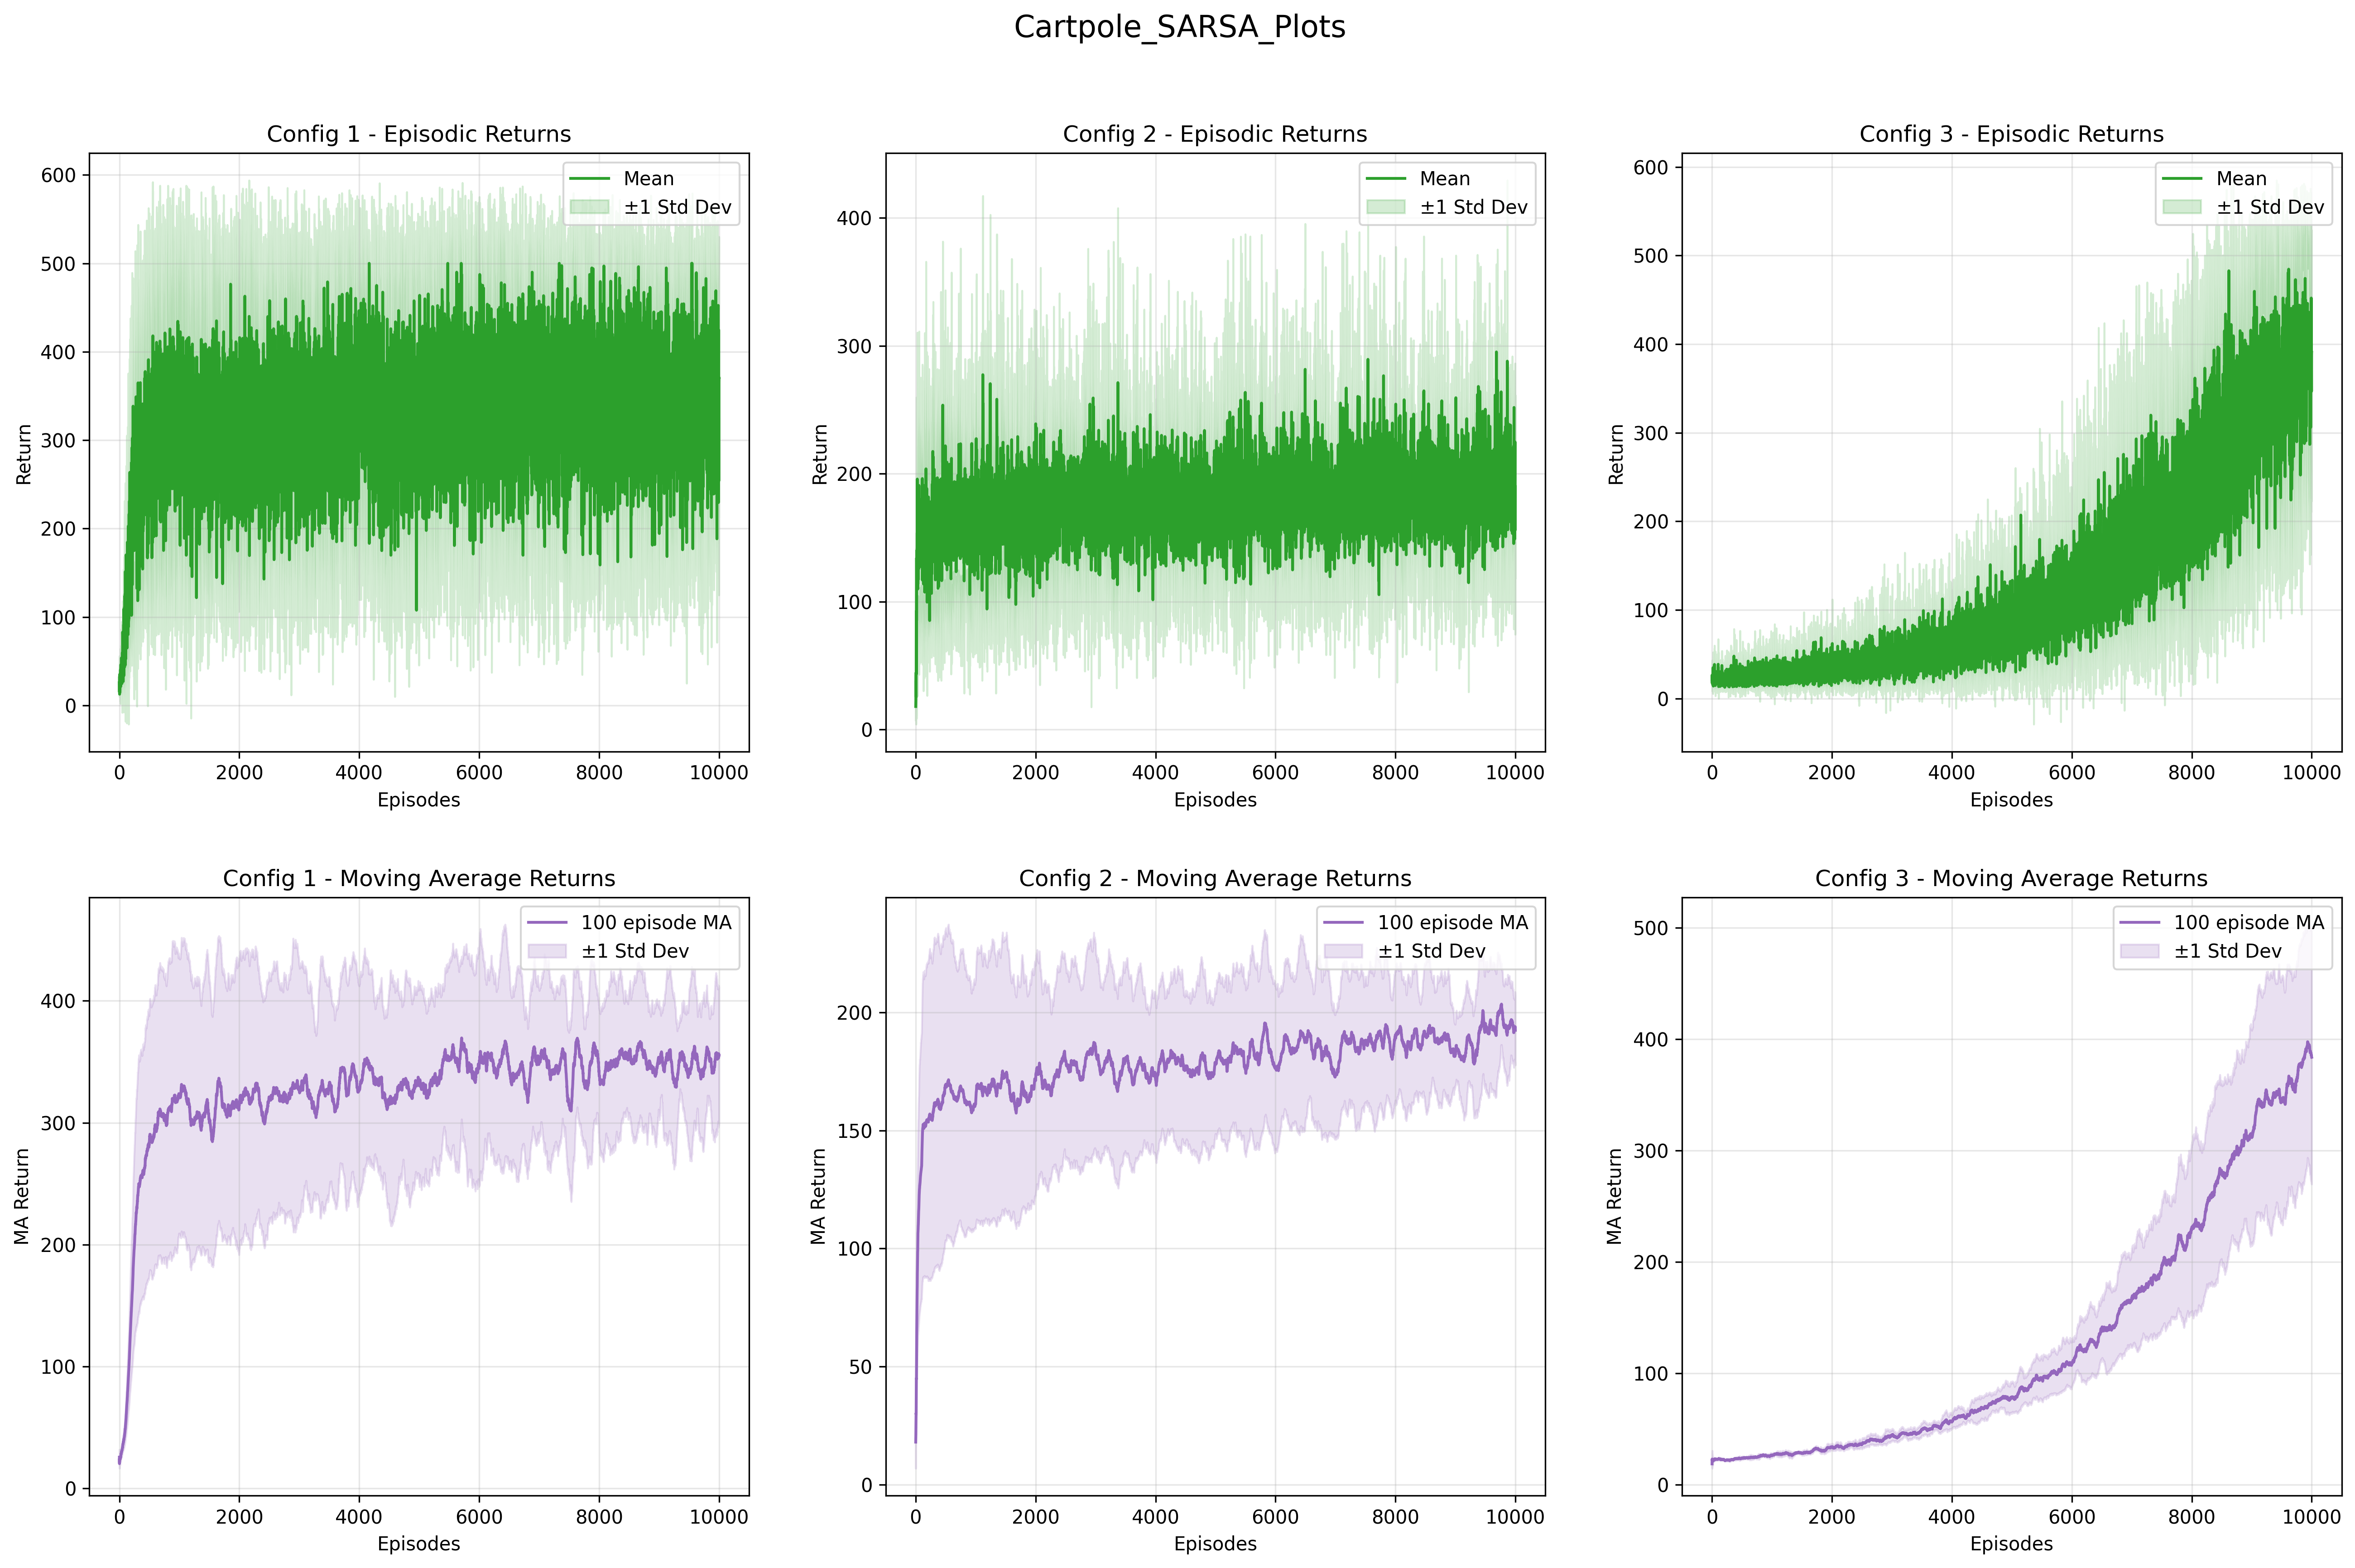 Cartpole_SARSA_Plots
Config 1 - Episodic Returns
Mean
±1 Std Dev
600
500
400
300
200
100
0
Return
0 2000 4000 6000 8000 10000
Episodes
Config 2 - Episodic Returns
Mean
±1 Std Dev
400
300
200
100
0
Return
0 2000 4000 6000 8000 10000
Episodes
Config 3 - Episodic Returns
Mean
±1 Std Dev
600
500
400
300
200
100
0
Return
0 2000 4000 6000 8000 10000
Episodes
Config 1 - Moving Average Returns
100 episode MA
±1 Std Dev
400
300
200
100
0
MA Return
0 2000 4000 6000 8000 10000
Episodes
Config 2 - Moving Average Returns
100 episode MA
±1 Std Dev
200
150
100
50
0
MA Return
0 2000 4000 6000 8000 10000
Episodes
Config 3 - Moving Average Returns
100 episode MA
±1 Std Dev
500
400
300
200
100
0
MA Return
0 2000 4000 6000 8000 10000
Episodes